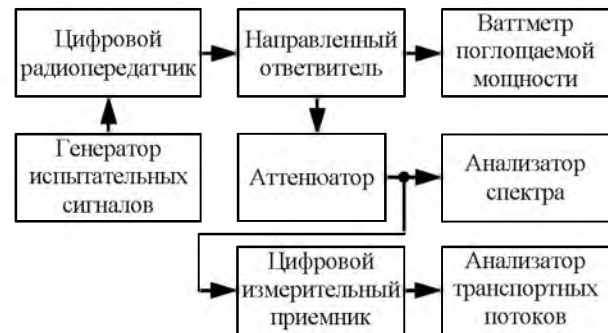 Цифровой
радиопередатчик
Направленный
ответвитель
Ваттметр
поглощаемой
мощности
Генератор
испытательных
сигналов
Аттенюатор
Анализатор
спектра
Цифровой
измерительный
приемник
Анализатор
транспортных
потоков